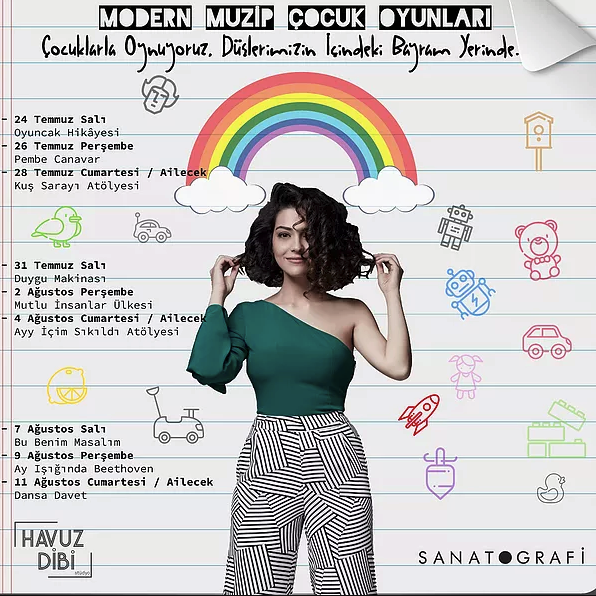 MODERN MUZİP ÇOCUK OYUNLARI
Çocuklarla Oynuyoruz, Düşlerimizin İçindeki Bayram Yerinde.
- 24 Temmuz Salı
Oyuncak Hikâyesi
- 26 Temmuz Perşembe
Pembe Canavar
- 28 Temmuz Cumartesi / Ailecek
Kuş Sarayı Atölyesi
- 31 Temmuz Salı
Duygu Makinası
- 2 Ağustos Perşembe
Mutlu İnsanlar Ülkesi
- 4 Ağustos Cumartesi / Ailecek
Ayy İçim Sıkıldı Atölyesi
- 7 Ağustos Salı
Bu Benim Masalım
- 9 Ağustos Perşembe
Ay Işığında Beethoven
- 11 Ağustos Cumartesi / Ailecek
Dansa Davet
HAVUZ
DİBİ
stüdyo
SANATOGRAFİ